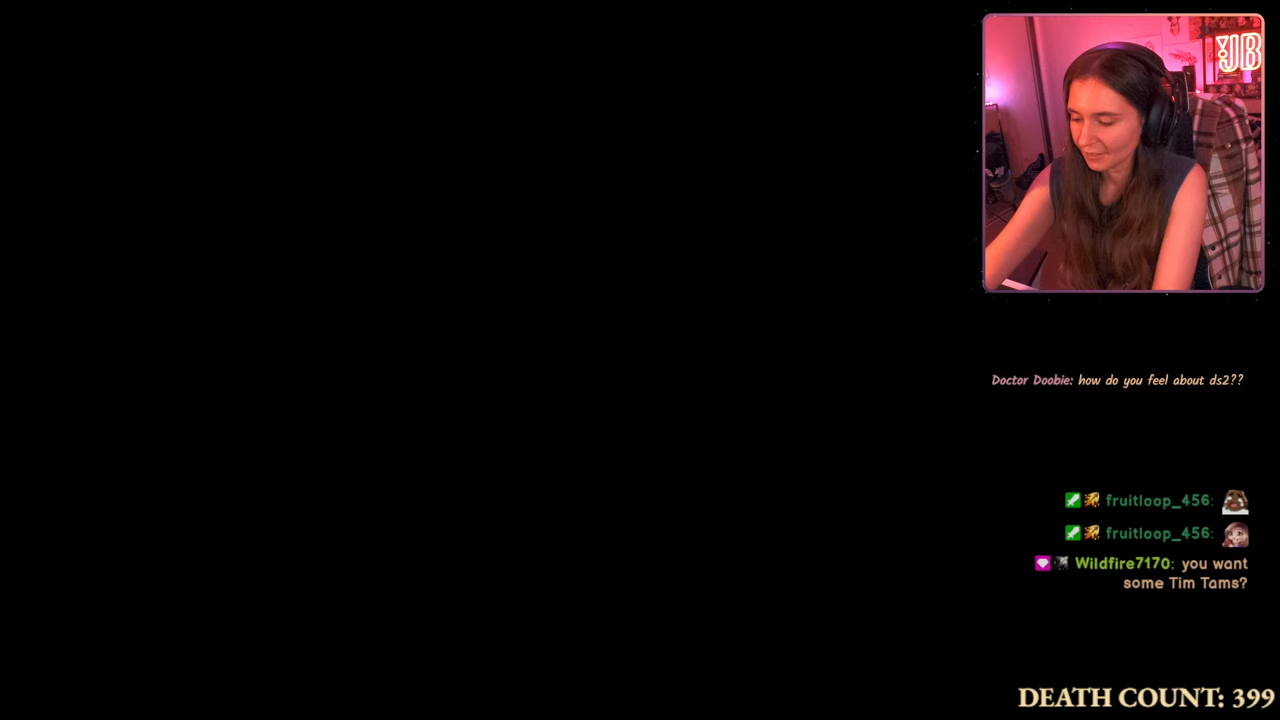 JB
Doctor Doobie: how do you feel about ds2??
fruitloop_456:
fruitloop_456:
Wildfire7170: you want
some Tim Tams?
DEATH COUNT: 399